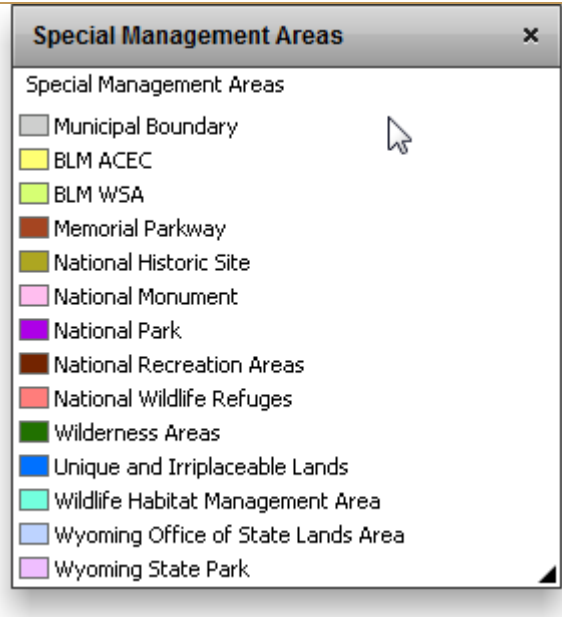 Special Management Areas ×
Special Management Areas
Municipal Boundary
BLM ACEC
BLM WSA
Memorial Parkway
National Historic Site
National Monument
National Park
National Recreation Areas
National Wildlife Refuges
Wilderness Areas
Unique and Irriplaceable Lands
Wildlife Habitat Management Area
Wyoming Office of State Lands Area
Wyoming State Park